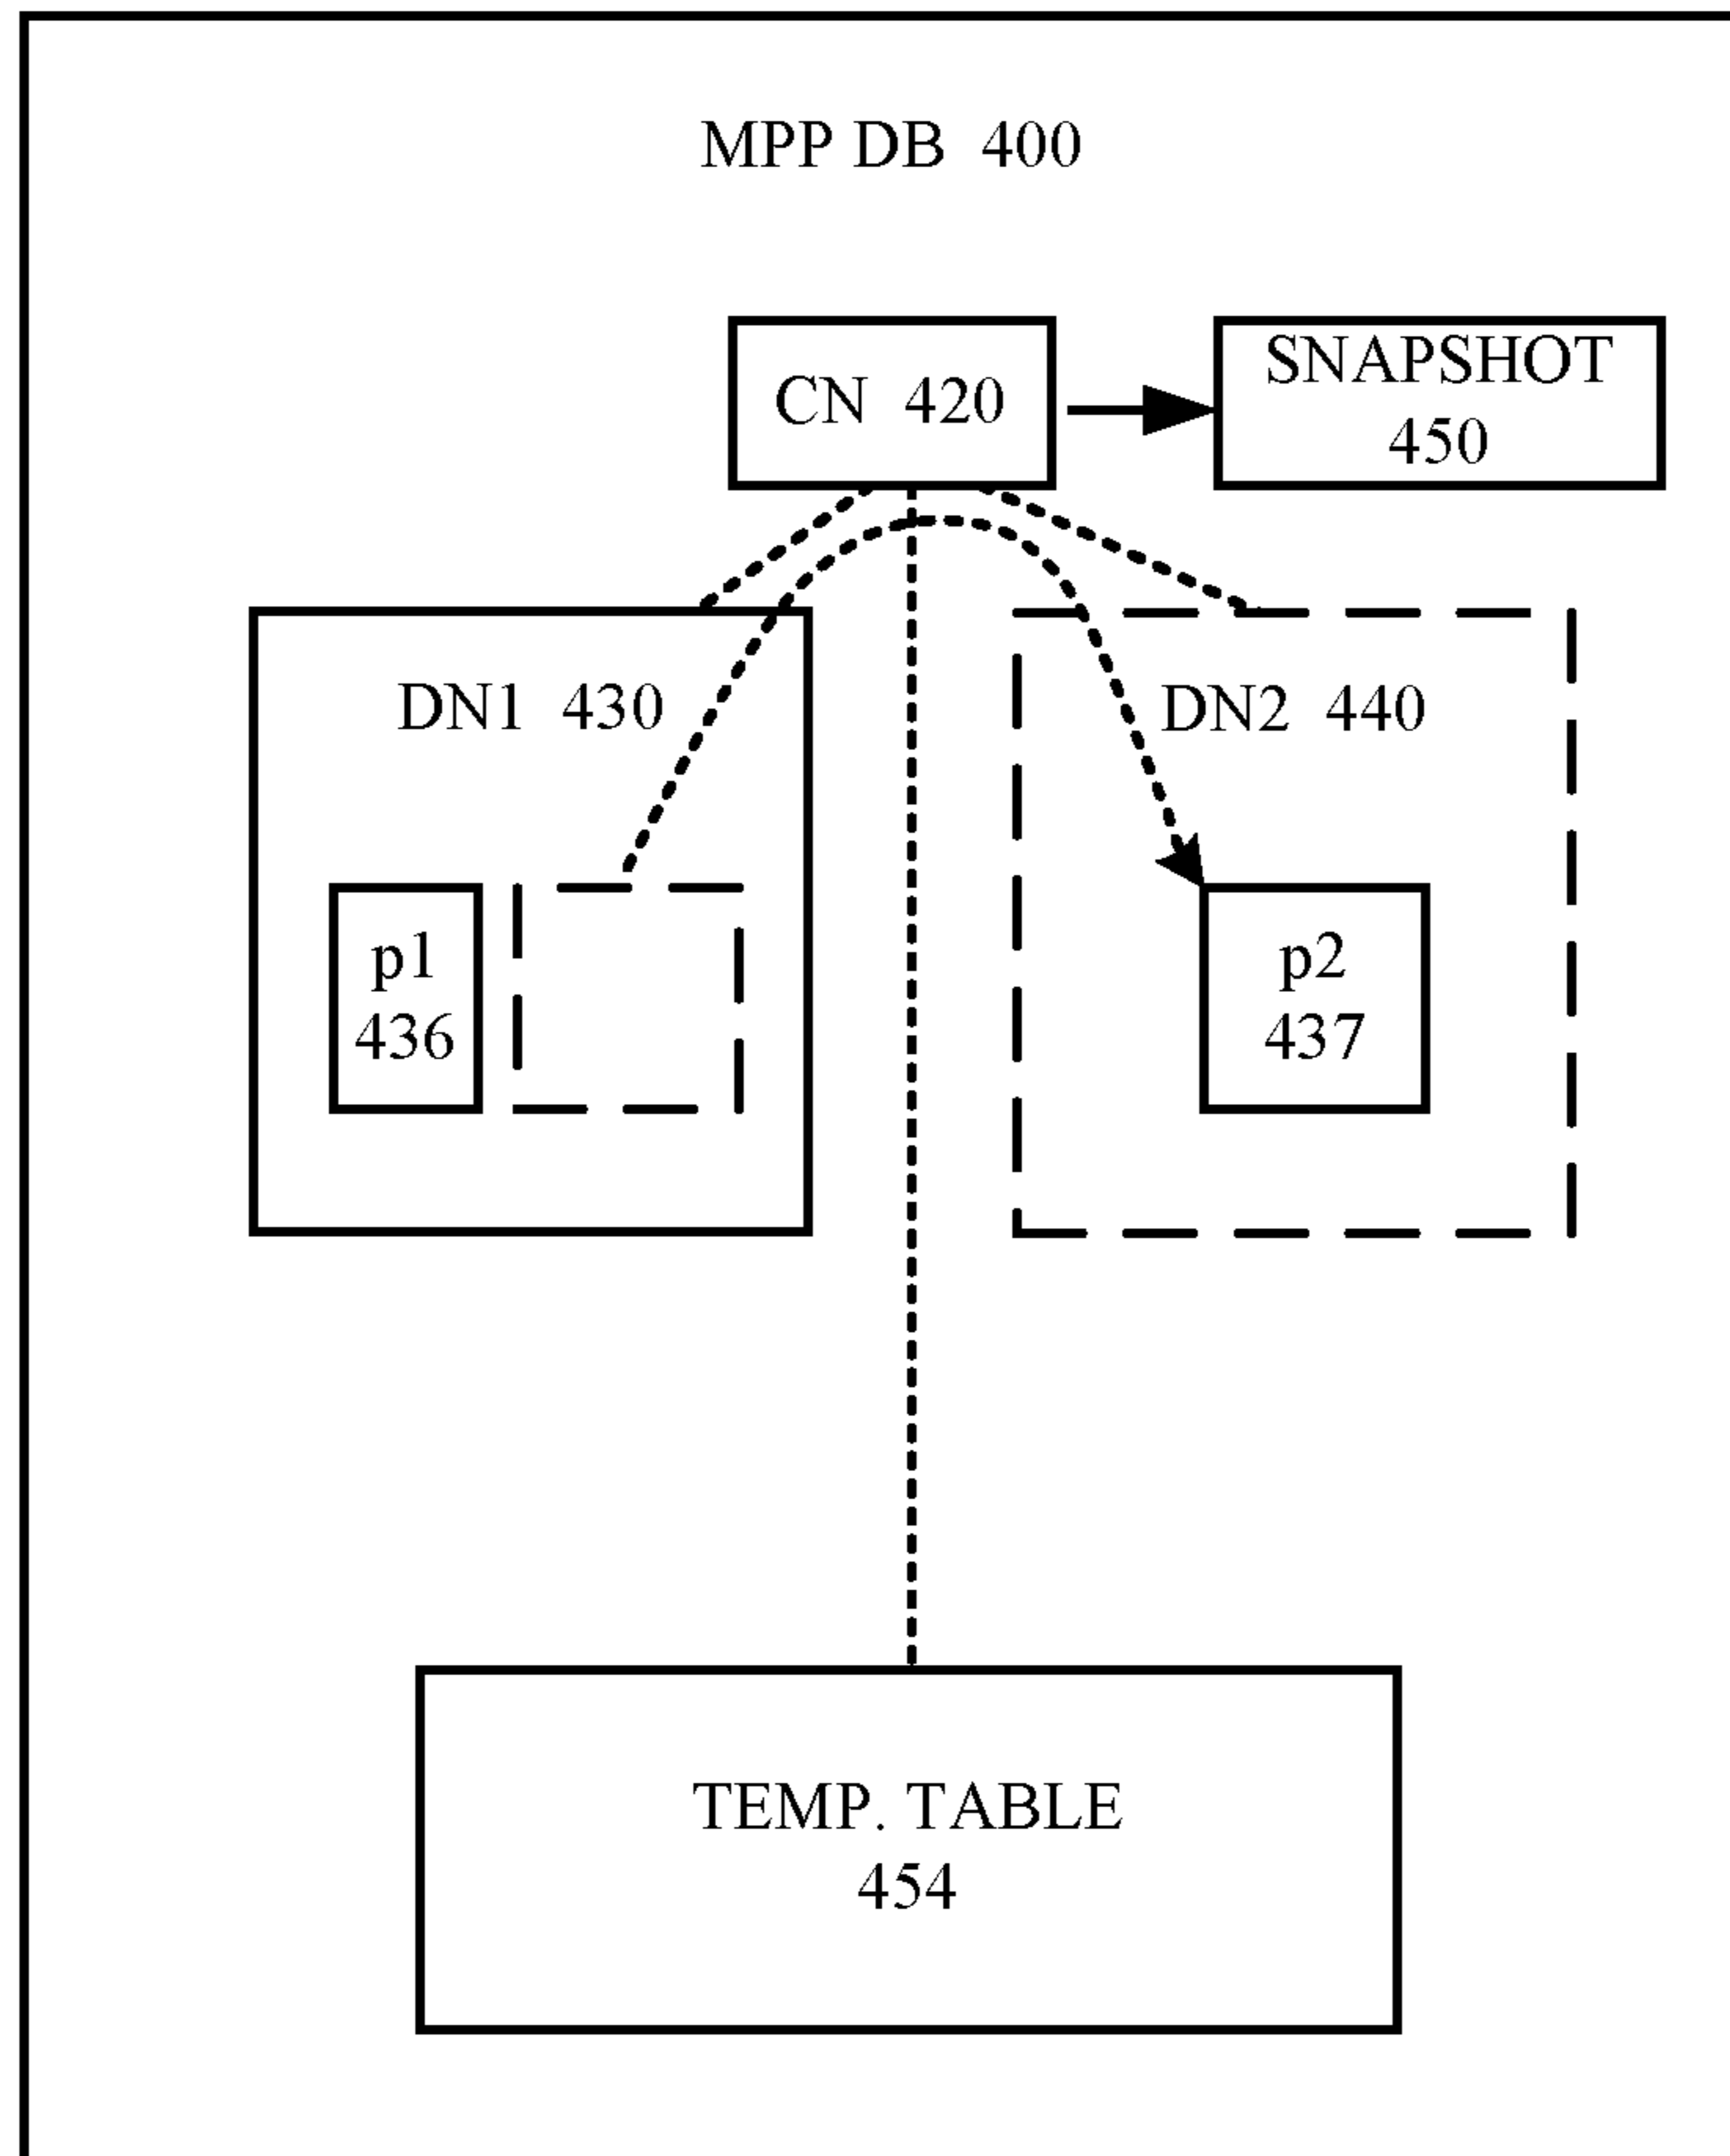 MPP DB 400
CN 420
SNAPSHOT
450
DN1 430
DN2 440
p1
436
p2
437
TEMP. TABLE
454